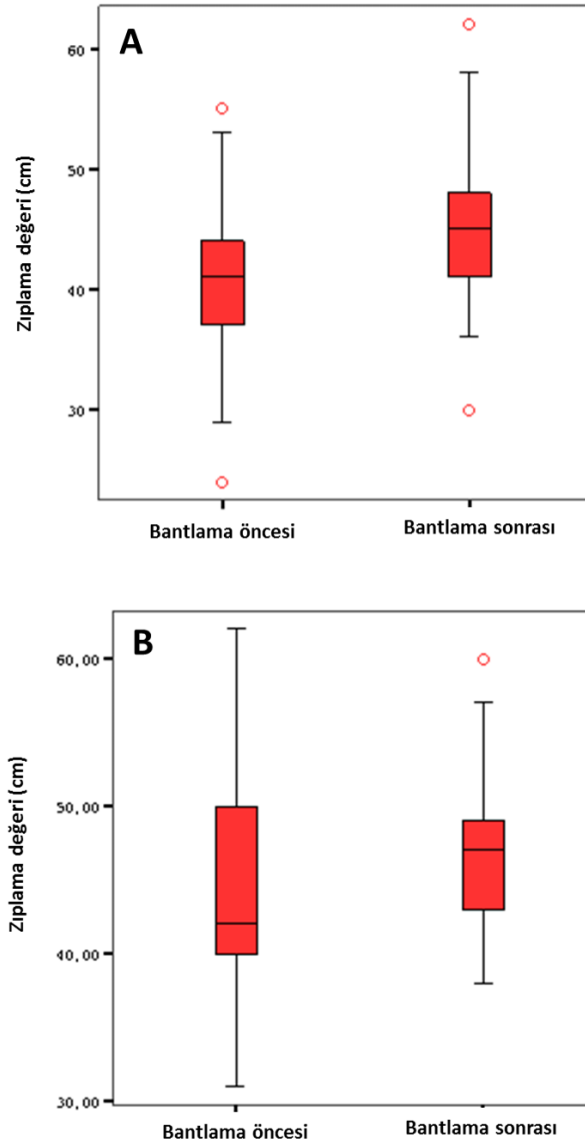 A
60
50
40
30
Zıplama değeri (cm)
Bantlama öncesi
Bantlama sonrası
B
60,00
50,00
40,00
30,00
Zıplama değeri (cm)
Bantlama öncesi
Bantlama sonrası